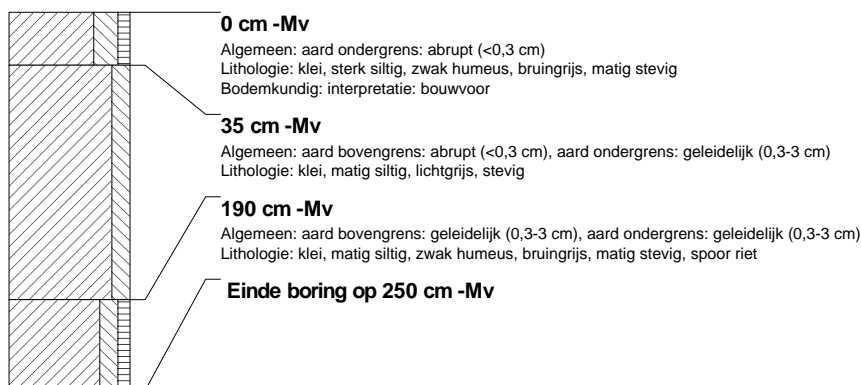 0 cm -Mv
Algemeen: aard ondergrens: abrupt (<0,3 cm)
Lithologie: klei, sterk siltig, zwak humeus, bruingrijs, matig stevig
Bodemkundig: interpretatie: bouwvoor
35 cm -Mv
Algemeen: aard bovengrens: abrupt (<0,3 cm), aard ondergrens: geleidelijk (0,3-3 cm)
Lithologie: klei, matig siltig, lichtgrijs, stevig
190 cm -Mv
Algemeen: aard bovengrens: geleidelijk (0,3-3 cm), aard ondergrens: geleidelijk (0,3-3 cm)
Lithologie: klei, matig siltig, zwak humeus, bruingrijs, matig stevig, spoor riet
Einde boring op 250 cm -Mv